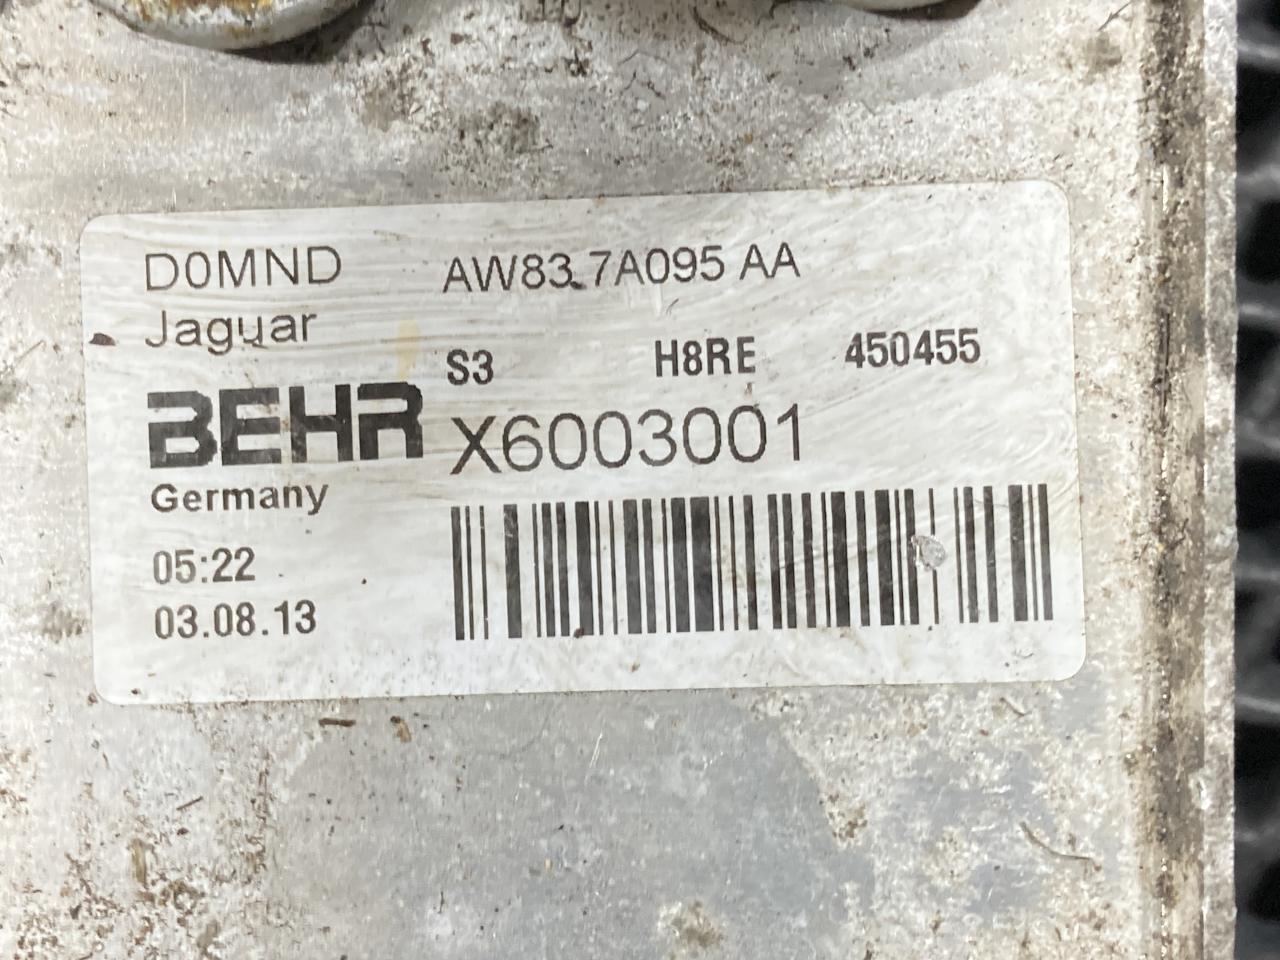 D0MND AW83-7A095 AA
Jaguar
S3 H8RE 450455
BEHR X6003001
Germany
05:22
03.08.13